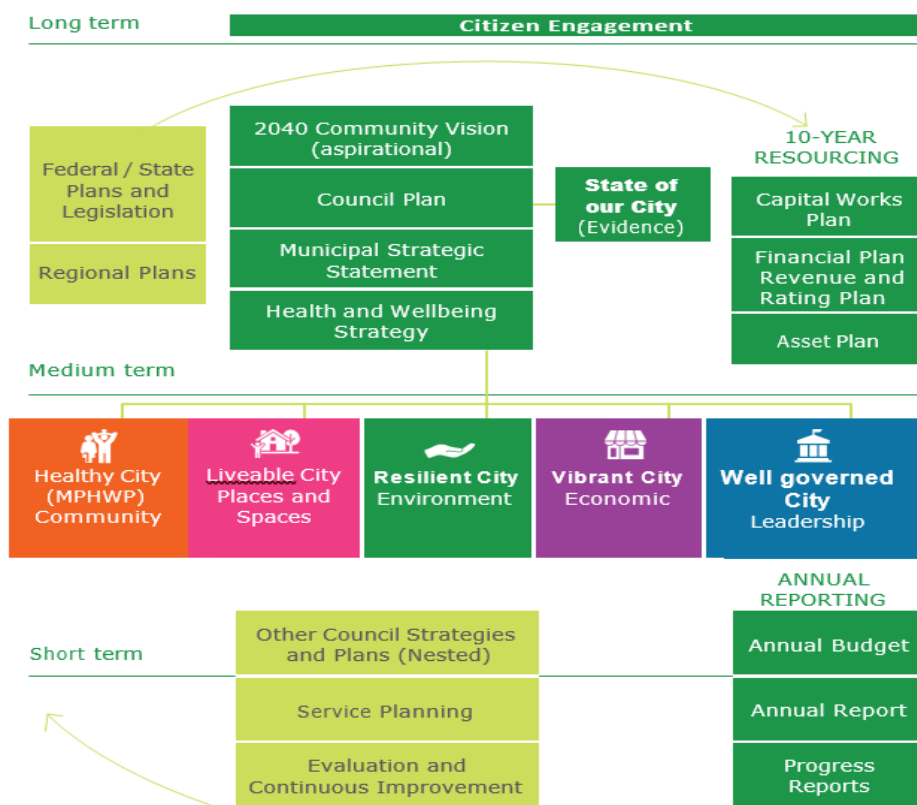 Long term
Citizen Engagement
Federal / State
Plans and
Legislation
Regional Plans
2040 Community Vision
(aspirational)
Council Plan
Municipal Strategic
Statement
Health and Wellbeing
Strategy
State of
our City
(Evidence)
10-YEAR
RESOURCING
Capital Works
Plan
Financial Plan
Revenue and
Rating Plan
Asset Plan
Medium term
Healthy City
(MPHWP)
Community
Liveable City
Places and
Spaces
Resilient City
Environment
Vibrant City
Economic
Well governed
City
Leadership
Short term
Other Council Strategies
and Plans (Nested)
Service Planning
Evaluation and
Continuous Improvement
ANNUAL
REPORTING
Annual Budget
Annual Report
Progress
Reports